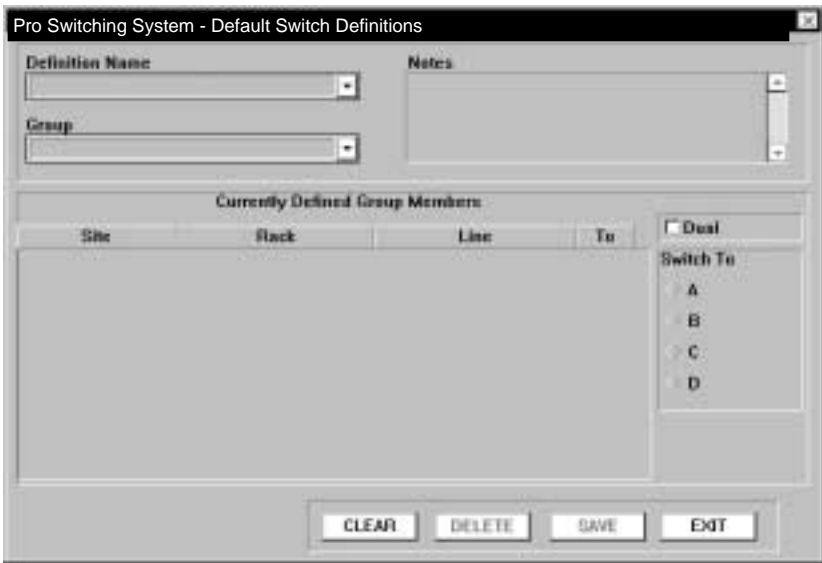 Pro Switching System - Default Switch Definitions
Definition Name
Notes
Group
Currently Defined Group Members
Site Rack Line To
Dual
Switch To
A
B
C
D
CLEAR DELETE SAVE EXIT